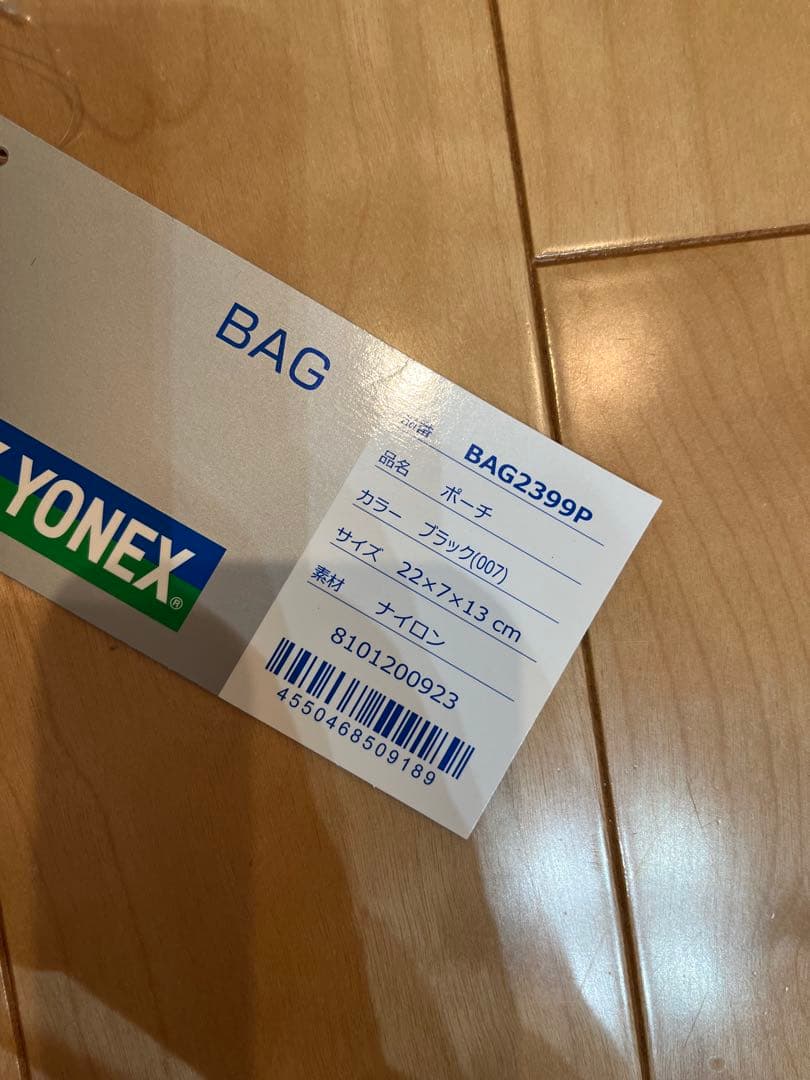 BAG
YONEX®
品番 BAG2399P
品名 ポーチ
カラー ブラック(007)
サイズ 22×7×13 cm
素材 ナイロン
8101200923
4550468509189